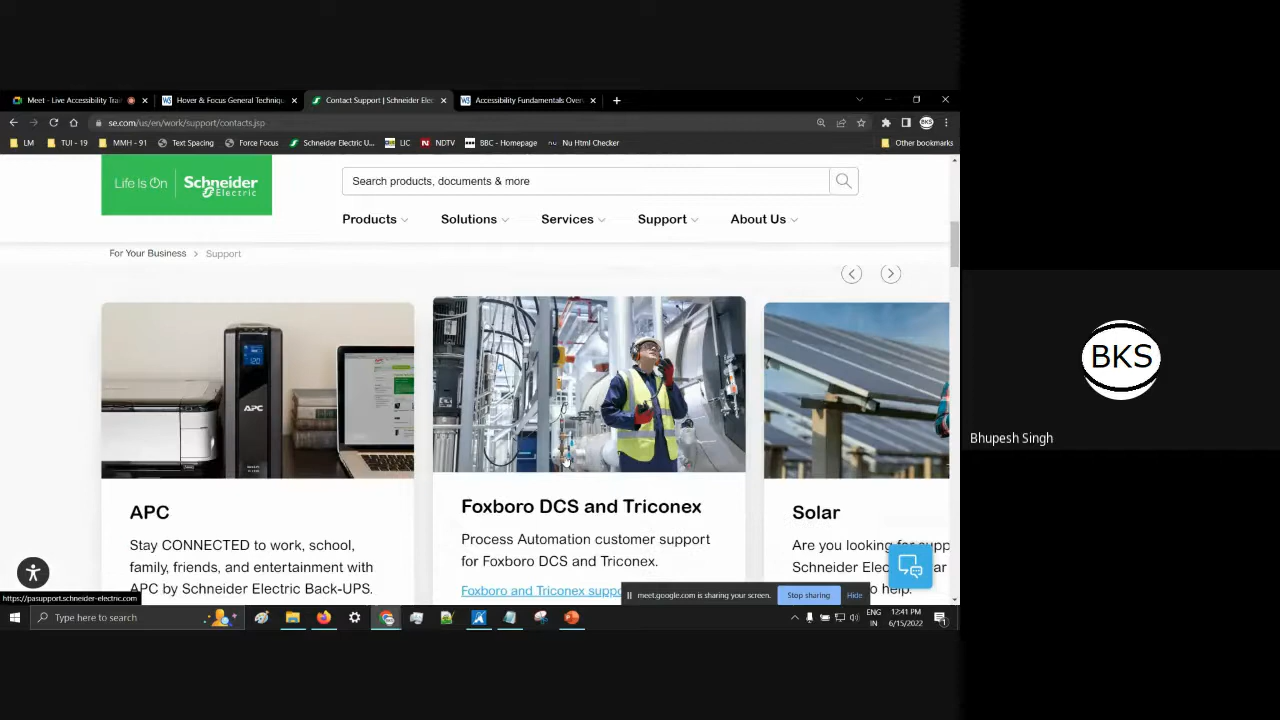 Meet - Live Accessibility Trai
Hover & Focus General Techniqu
Contact Support | Schneider Elec
Accessibility Fundamentals Over
se.com/us/en/work/support/contacts.jsp
LM
TUI - 19
MMH - 91
Text Spacing
Force Focus
Schneider Electric U...
LIC
NDTV
BBC - Homepage
Nu Html Checker
Other bookmarks
Life Is On | Schneider Electric
Search products, documents & more
Products
Solutions
Services
Support
About Us
For Your Business > Support
APC
APC
Stay CONNECTED to work, school,
family, friends, and entertainment with
APC by Schneider Electric Back-UPS.
Foxboro DCS and Triconex
Process Automation customer support
for Foxboro DCS and Triconex.
Foxboro and Triconex suppo
Solar
Are you looking for supp
Schneider Elec
to help.
https://pasupport.schneider-electric.com
meet.google.com is sharing your screen.
Stop sharing
Hide
Type here to search
ENG
IN
12:41 PM
6/15/2022
BKS
Bhupesh Singh